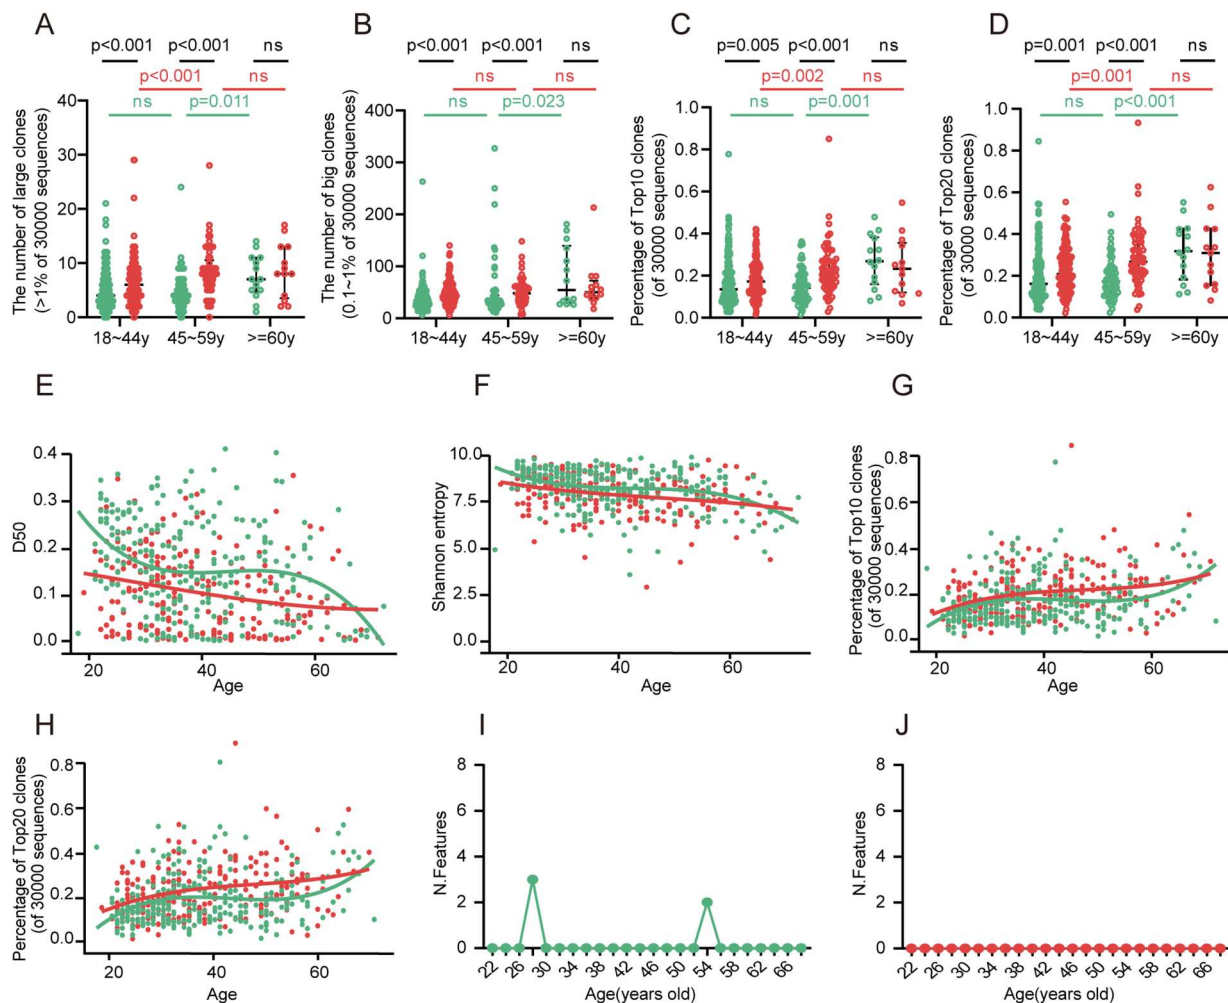 A
p<0.001 p<0.001 ns
p<0.001 ns
ns p=0.011
The number of large clones
(>1% of 30000 sequences)
40
30
20
10
0
18~44y 45~59y >=60y
B
p<0.001 p<0.001 ns
ns ns
ns p=0.023
The number of big clones
(0.1~1% of 30000 sequences)
400
300
200
100
50
0
18~44y 45~59y >=60y
C
p=0.005 p<0.001 ns
p=0.002 ns
ns p=0.001
Percentage of Top10 clones
(of 30000 sequences)
1.0
0.8
0.6
0.4
0.2
0.0
18~44y 45~59y >=60y
D
p=0.001 p<0.001 ns
p=0.001 ns
ns p<0.001
Percentage of Top20 clones
(of 30000 sequences)
1.0
0.8
0.6
0.4
0.2
0.0
18~44y 45~59y >=60y
E
D50
0.4
0.3
0.2
0.1
0.0
20 40 60
Age
F
Shannon entropy
10.0
7.5
5.0
2.5
0.0
20 40 60
Age
G
Percentage of Top10 clones
(of 30000 sequences)
0.8
0.6
0.4
0.2
0.0
20 40 60
Age
H
Percentage of Top20 clones
(of 30000 sequences)
0.8
0.6
0.4
0.2
0.0
20 40 60
Age
I
N.Features
8
6
4
2
0
22 26 30 34 38 42 46 50 54 58 62 66
Age(years old)
J
N.Features
8
6
4
2
0
22 26 30 34 38 42 46 50 54 58 62 66
Age(years old)